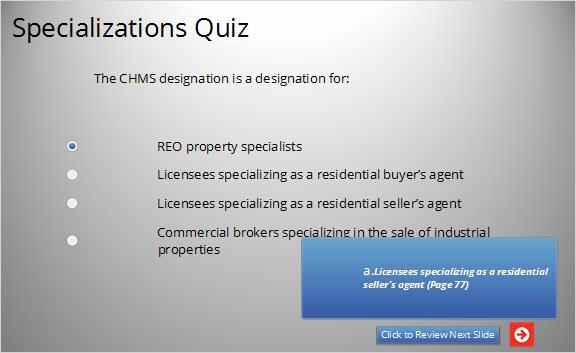 Specializations Quiz
The CHMS designation is a designation for:
REO property specialists
Licensees specializing as a residential buyer’s agent
Licensees specializing as a residential seller’s agent
Commercial brokers specializing in the sale of industrial
properties
a.Licensees specializing as a residential
seller’s agent (Page 77)
Click to Review Next Slide